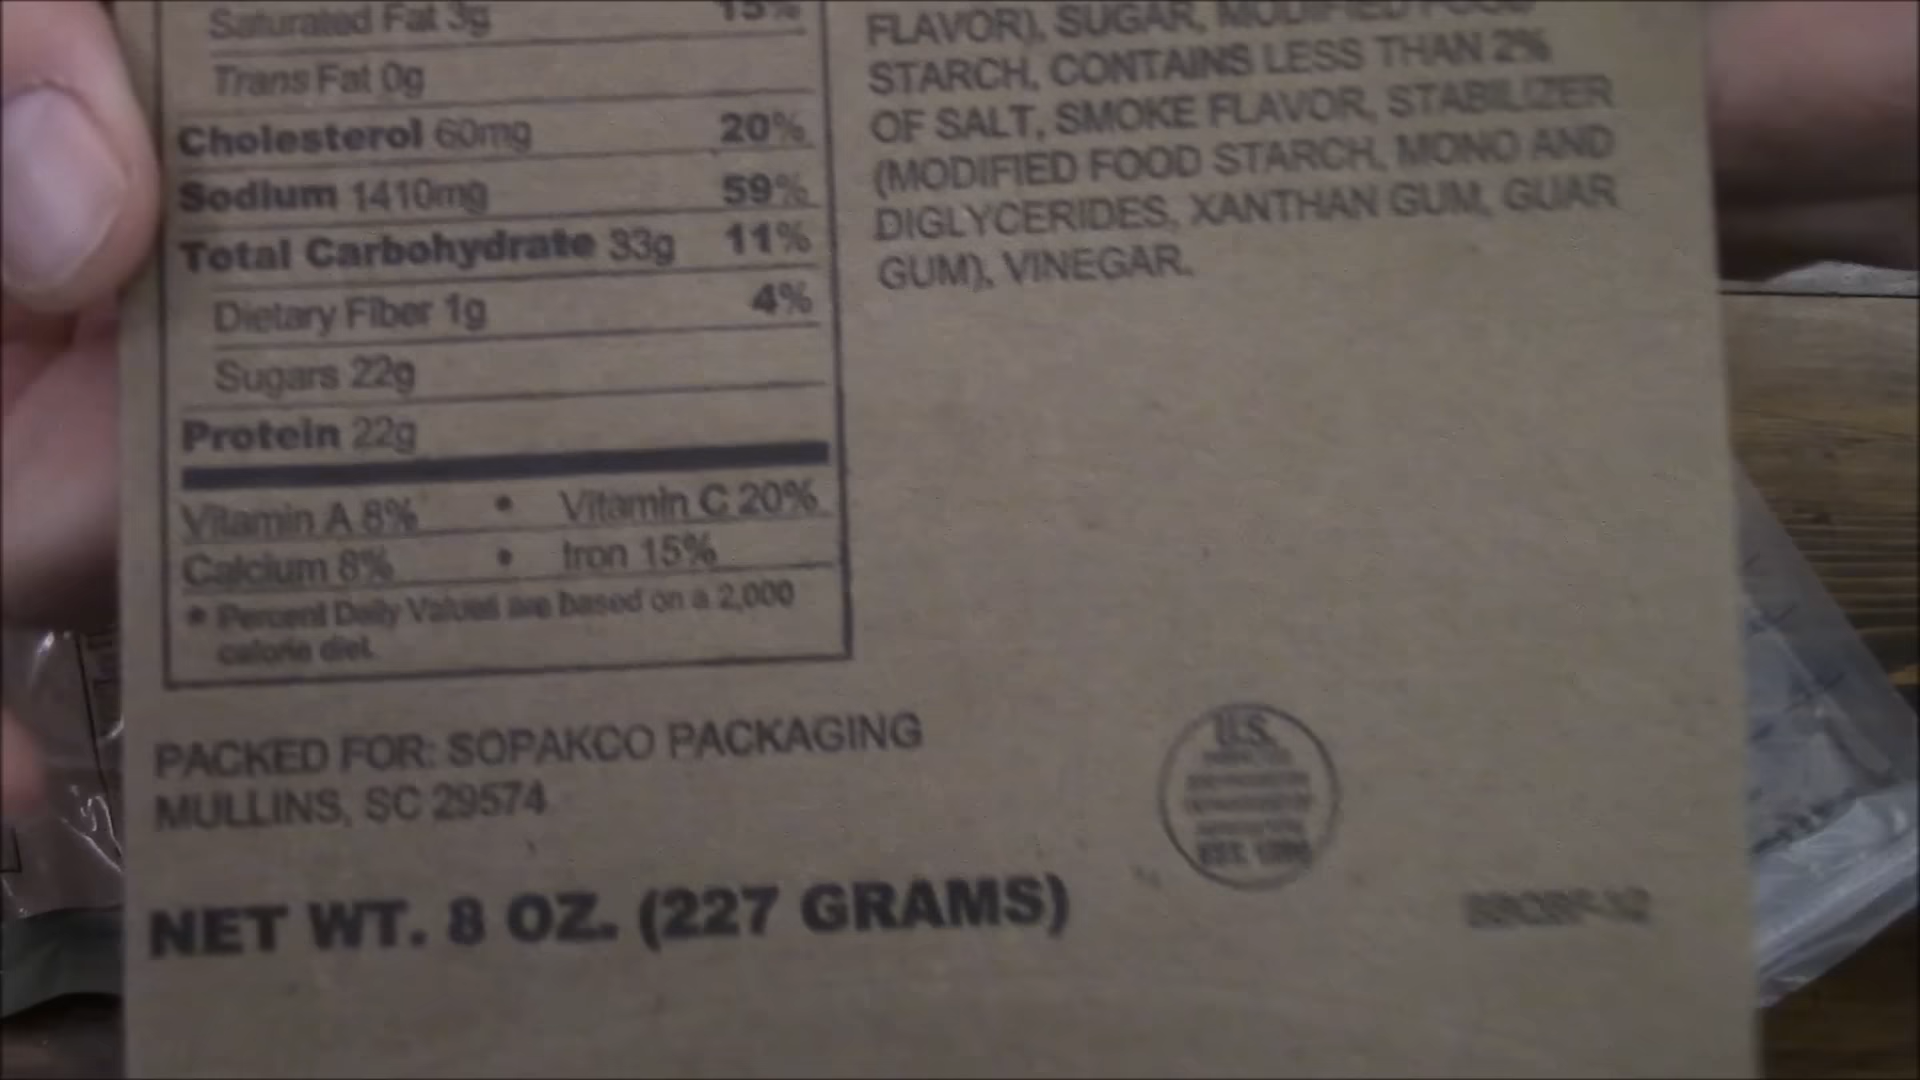 Saturated Fat 3g 15%
Trans Fat 0g
Cholesterol 60mg 20%
Sodium 1410mg 59%
Total Carbohydrate 33g 11%
Dietary Fiber 1g 4%
Sugars 22g
Protein 22g
Vitamin A 8% • Vitamin C 20%
Calcium 8% • Iron 15%
* Percent Daily Values are based on a 2,000
calorie diet.
FLAVOR), SUGAR, MODIFIED FOOD
STARCH, CONTAINS LESS THAN 2%
OF SALT, SMOKE FLAVOR, STABILIZER
(MODIFIED FOOD STARCH, MONO AND
DIGLYCERIDES, XANTHAN GUM, GUAR
GUM), VINEGAR.
PACKED FOR: SOPAKCO PACKAGING
MULLINS, SC 29574
U.S.
EST.
NET WT. 8 OZ. (227 GRAMS)